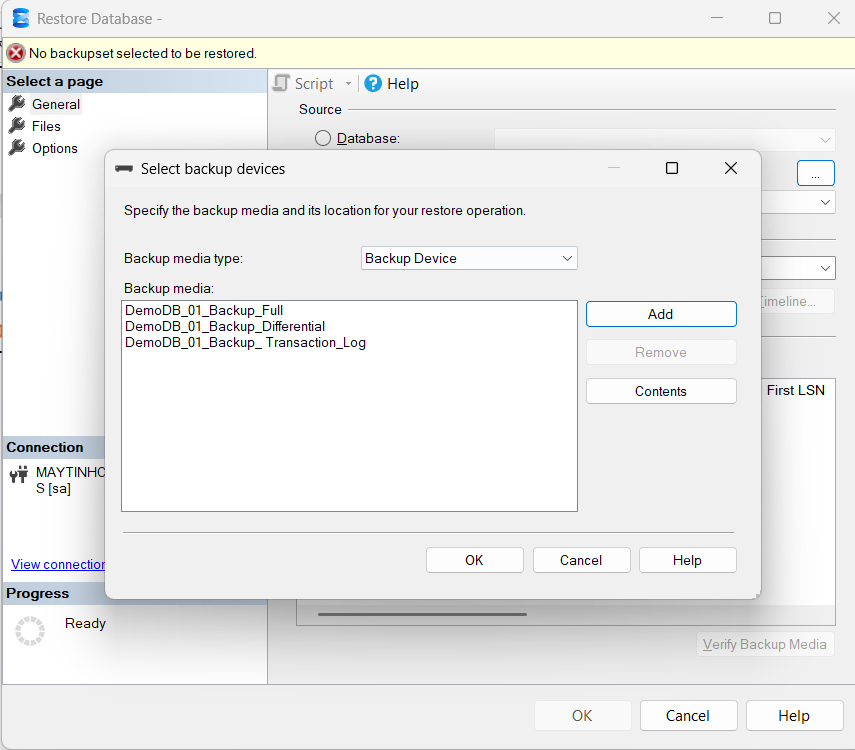 Restore Database -
No backupset selected to be restored.
Select a page
General
Files
Options
Script
Help
Source
Database:
...
Select backup devices
Specify the backup media and its location for your restore operation.
Backup media type:
Backup Device
Backup media:
DemoDB_01_Backup_Full
DemoDB_01_Backup_Differential
DemoDB_01_Backup_ Transaction_Log
Add
Remove
Contents
OK
Cancel
Help
Timeline...
First LSN
Connection
MAYTINHO
S [sa]
View connection
Progress
Ready
Verify Backup Media
OK
Cancel
Help